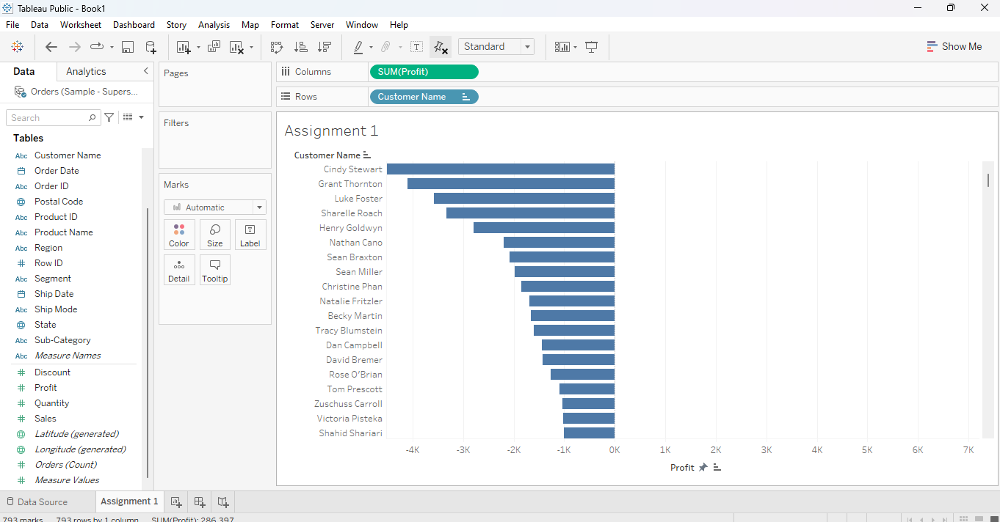 Tableau Public - Book1
File Data Worksheet Dashboard Story Analysis Map Format Server Window Help
Standard
Show Me
Data Analytics
Orders (Sample - Supers...
Search
Tables
Abc Customer Name
Order Date
Abc Order ID
Postal Code
Abc Product ID
Abc Product Name
Abc Region
Row ID
Abc Segment
Ship Date
Abc Ship Mode
State
Abc Sub-Category
Abc Measure Names
Discount
Profit
Quantity
Sales
Latitude (generated)
Longitude (generated)
Orders (Count)
Measure Values
Pages
Filters
Marks
Automatic
Color Size Label
Detail Tooltip
Columns SUM(Profit)
Rows Customer Name
Assignment 1
Customer Name
Cindy Stewart
Grant Thornton
Luke Foster
Sharelle Roach
Henry Goldwyn
Nathan Cano
Sean Braxton
Sean Miller
Christine Phan
Natalie Fritzler
Becky Martin
Tracy Blumstein
Dan Campbell
David Bremer
Rose O'Brian
Tom Prescott
Zuschuss Carroll
Victoria Pisteka
Shahid Shariari
-4K -3K -2K -1K 0K 1K 2K 3K 4K 5K 6K 7K
Profit
Data Source Assignment 1
793 marks 793 rows by 1 column SUM(Profit): 286,397